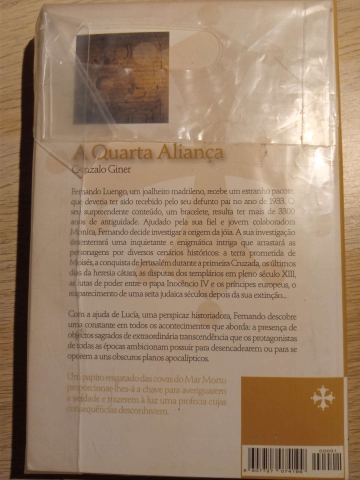 A Quarta Aliança
Gonzalo Giner
Fernando Luengo, um joalheito madrileno, recebe um estranho pacote
que deveria ter sido recebido pelo seu defunto pai no ano de 1933. O
seu surpreendente conteúdo, um bracelete, resulta ter mais de 3300
anos de antiguidade. Ajudado pela sua fiel e jovem colaboradora
Monica, Fernando decide investigar a origem da jóia. A sua investigação
desenterrará uma inquietante e enigmática intriga que arrastará as
personagens por diversos cenários históricos: a terra prometida de
Moisés, a conquista de Jerusalém durante a primeira Cruzada, os últimos
dias da heresia cátara, as disputas dos templários em pleno século XIII,
as lutas de poder entre o papa Inocêncio IV e os príncipes europeus, o
reaparecimento de uma seita judaica séculos depois da sua extinção...
Com a ajuda de Lucía, uma perspicaz historiadora, Fernando descobre
uma constante em todos os acontecimentos que aborda: a presença de
objectos sagrados de extraordinária transcendência que os protagonistas
de todas as épocas ambicionam possuir para desencadearem ou para se
oporem a uns obscuros planos apocalípticos.
Um papiro resgatado das covas do Mar Morto
proporcionar-lhes-á a chave para averiguarem
a verdade e trazerem à luz uma profecia cujas
consequências desconhecem.
00001